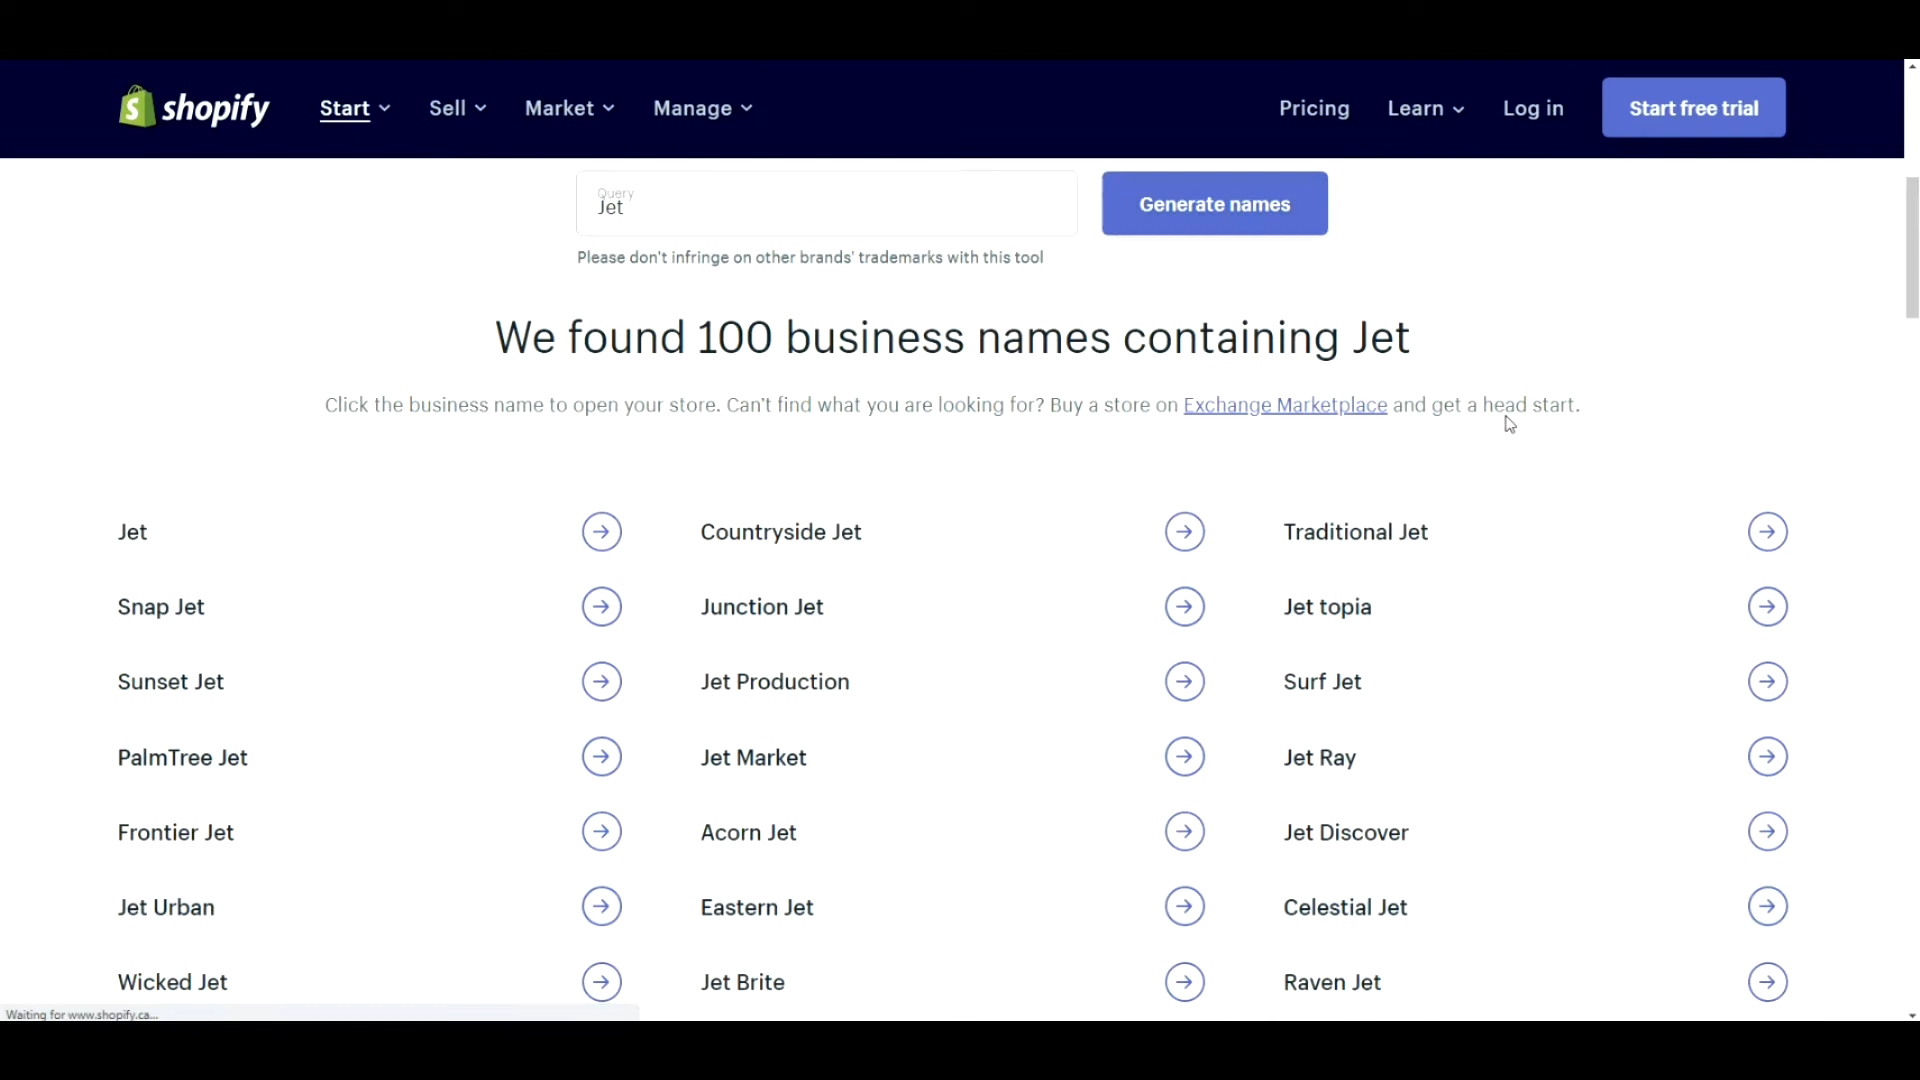 shopify Start Sell Market Manage Pricing Learn Log in Start free trial
Query
Jet
Generate names
Please don't infringe on other brands' trademarks with this tool
We found 100 business names containing Jet
Click the business name to open your store. Can't find what you are looking for? Buy a store on Exchange Marketplace and get a head start.
Jet Countryside Jet Traditional Jet
Snap Jet Junction Jet Jet topia
Sunset Jet Jet Production Surf Jet
PalmTree Jet Jet Market Jet Ray
Frontier Jet Acorn Jet Jet Discover
Jet Urban Eastern Jet Celestial Jet
Wicked Jet Jet Brite Raven Jet
Waiting for www.shopify.ca...